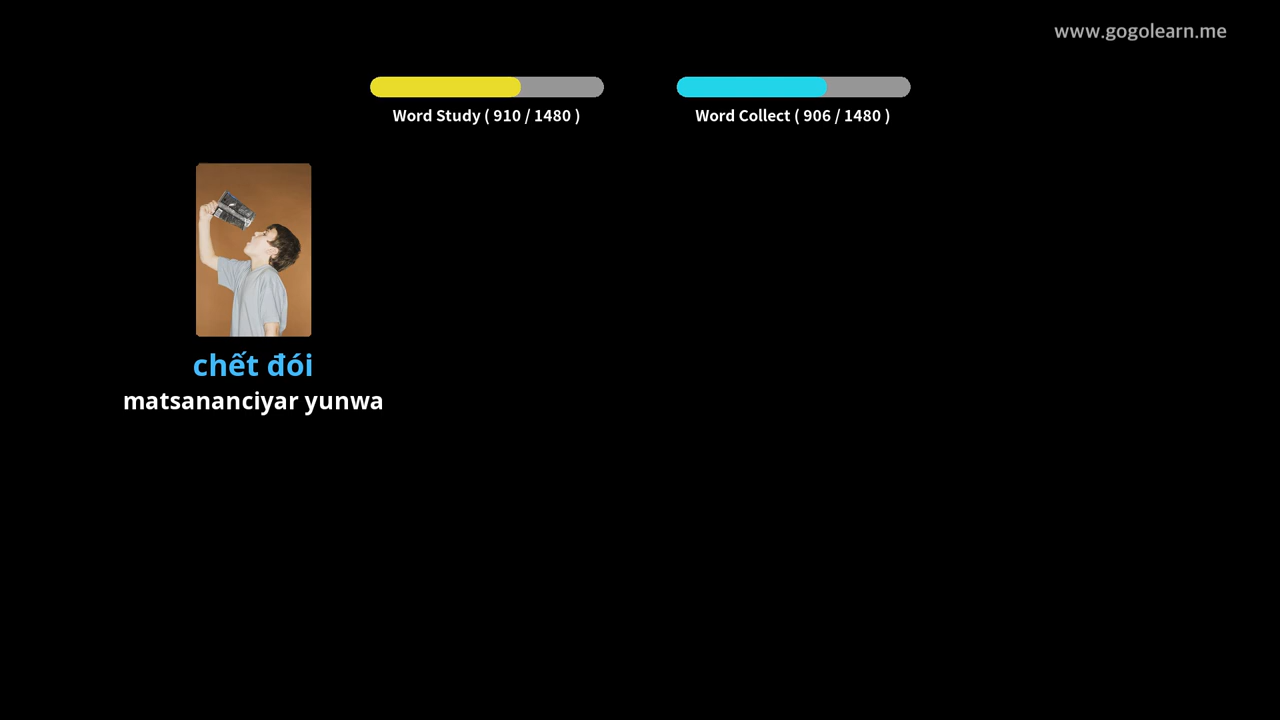 www.gogolearn.me
Word Study ( 910 / 1480 )
Word Collect ( 906 / 1480 )
chết đói
matsananciyar yunwa